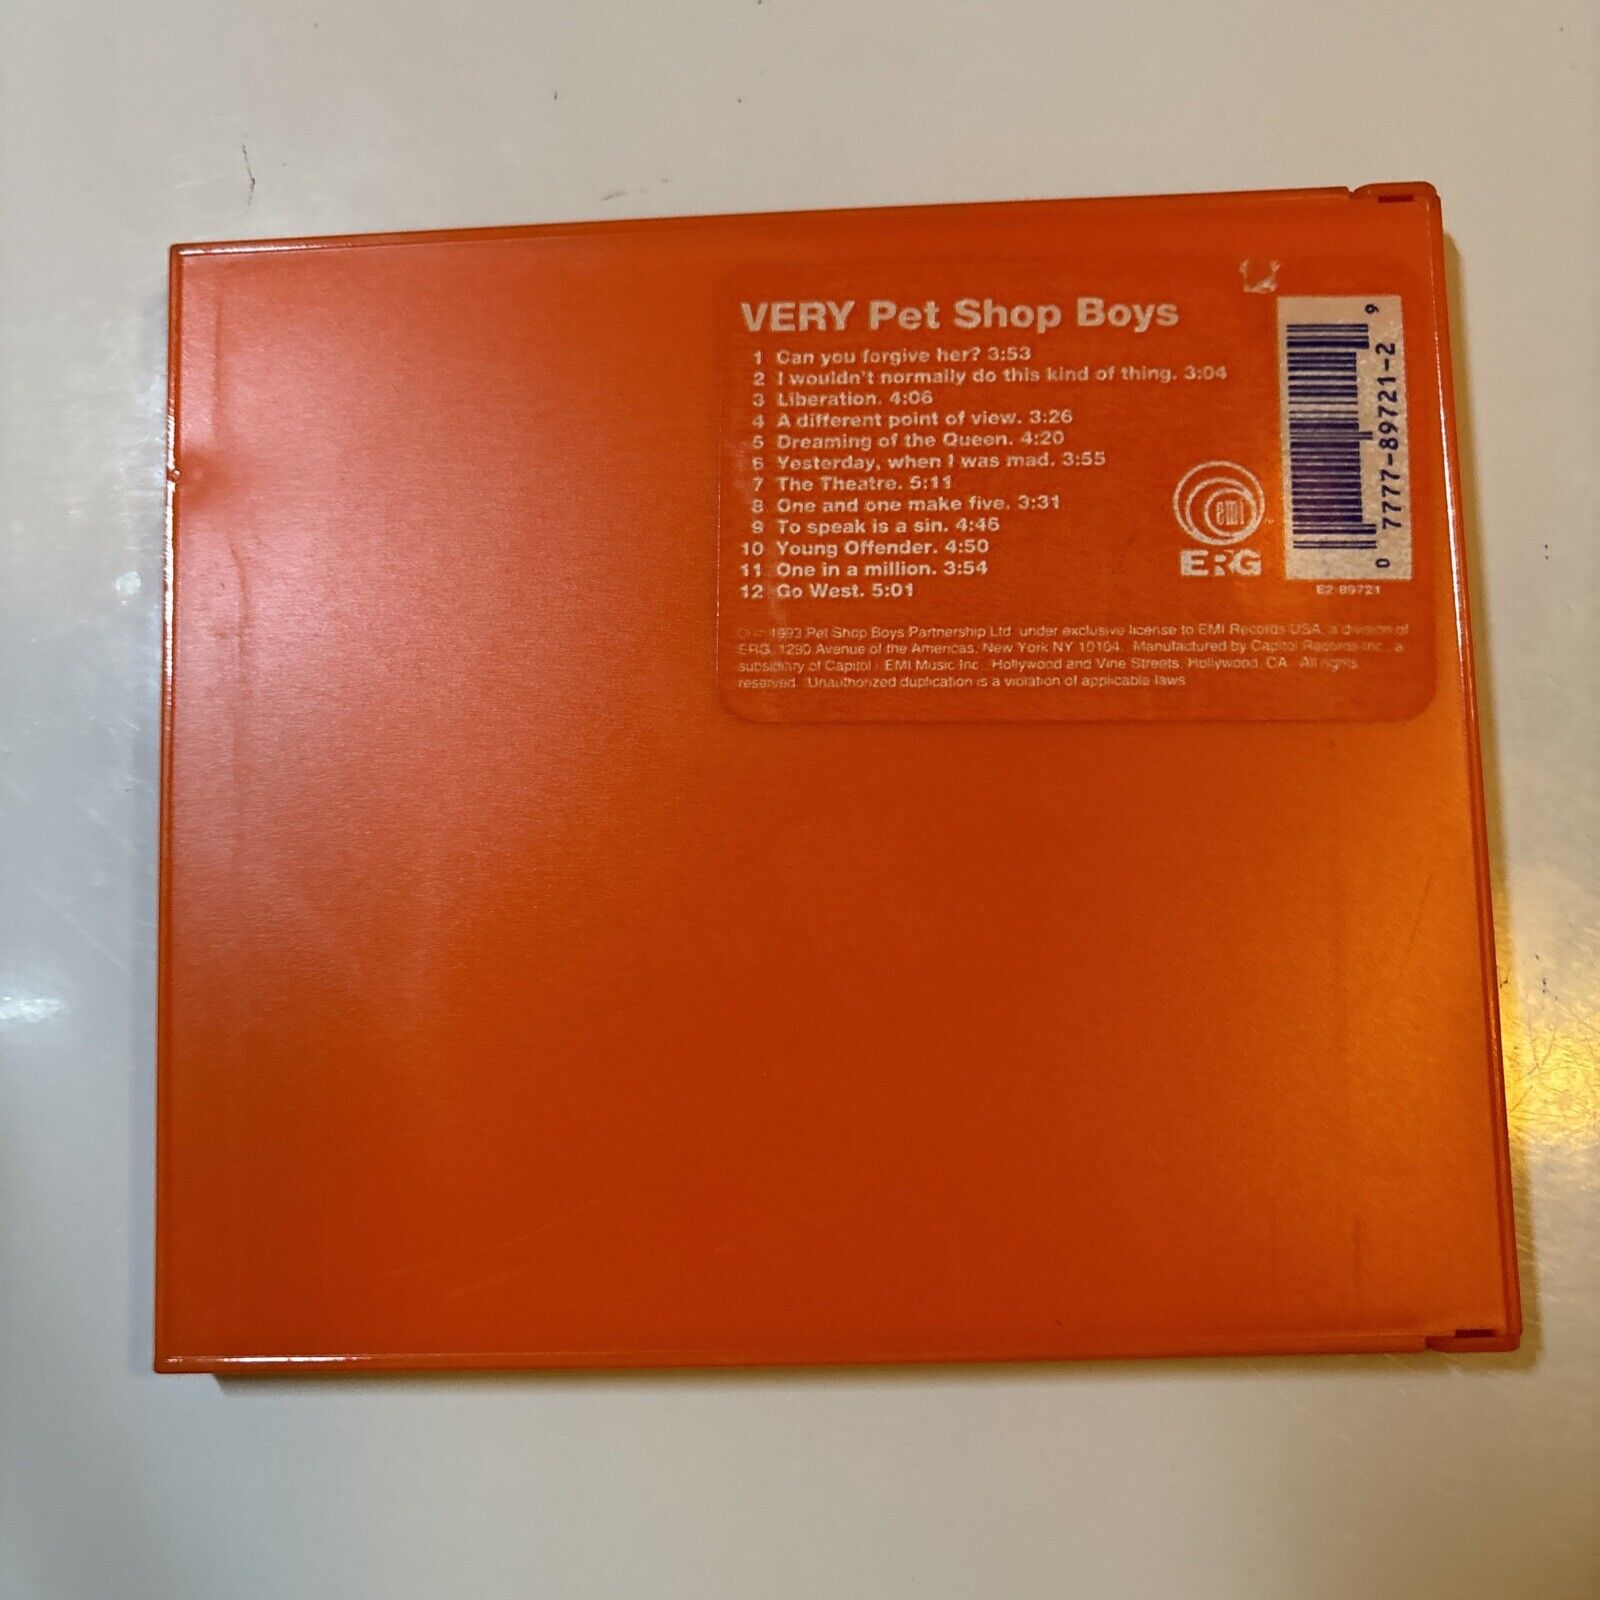 VERY Pet Shop Boys
1 Can you forgive her? 3:53
2 I wouldn't normally do this kind of thing. 3:04
3 Liberation. 4:06
4 A different point of view. 3:26
5 Dreaming of the Queen. 4:20
6 Yesterday, when I was mad. 3:55
7 The Theatre. 5:11
8 One and one make five. 3:31
9 To speak is a sin. 4:46
10 Young Offender. 4:50
11 One in a million. 3:54
12 Go West. 5:01
emi
ERG
0 7777-89721-2 9
E2 89721
1993 Pet Shop Boys Partnership Ltd. under exclusive license to EMI Records USA, a division of
ERG, 1290 Avenue of the Americas, New York NY 10104. Manufactured by Capitol Records Inc., a
subsidiary of Capitol - EMI Music Inc., Hollywood and Vine Streets, Hollywood, CA. All rights
reserved. Unauthorized duplication is a violation of applicable laws.